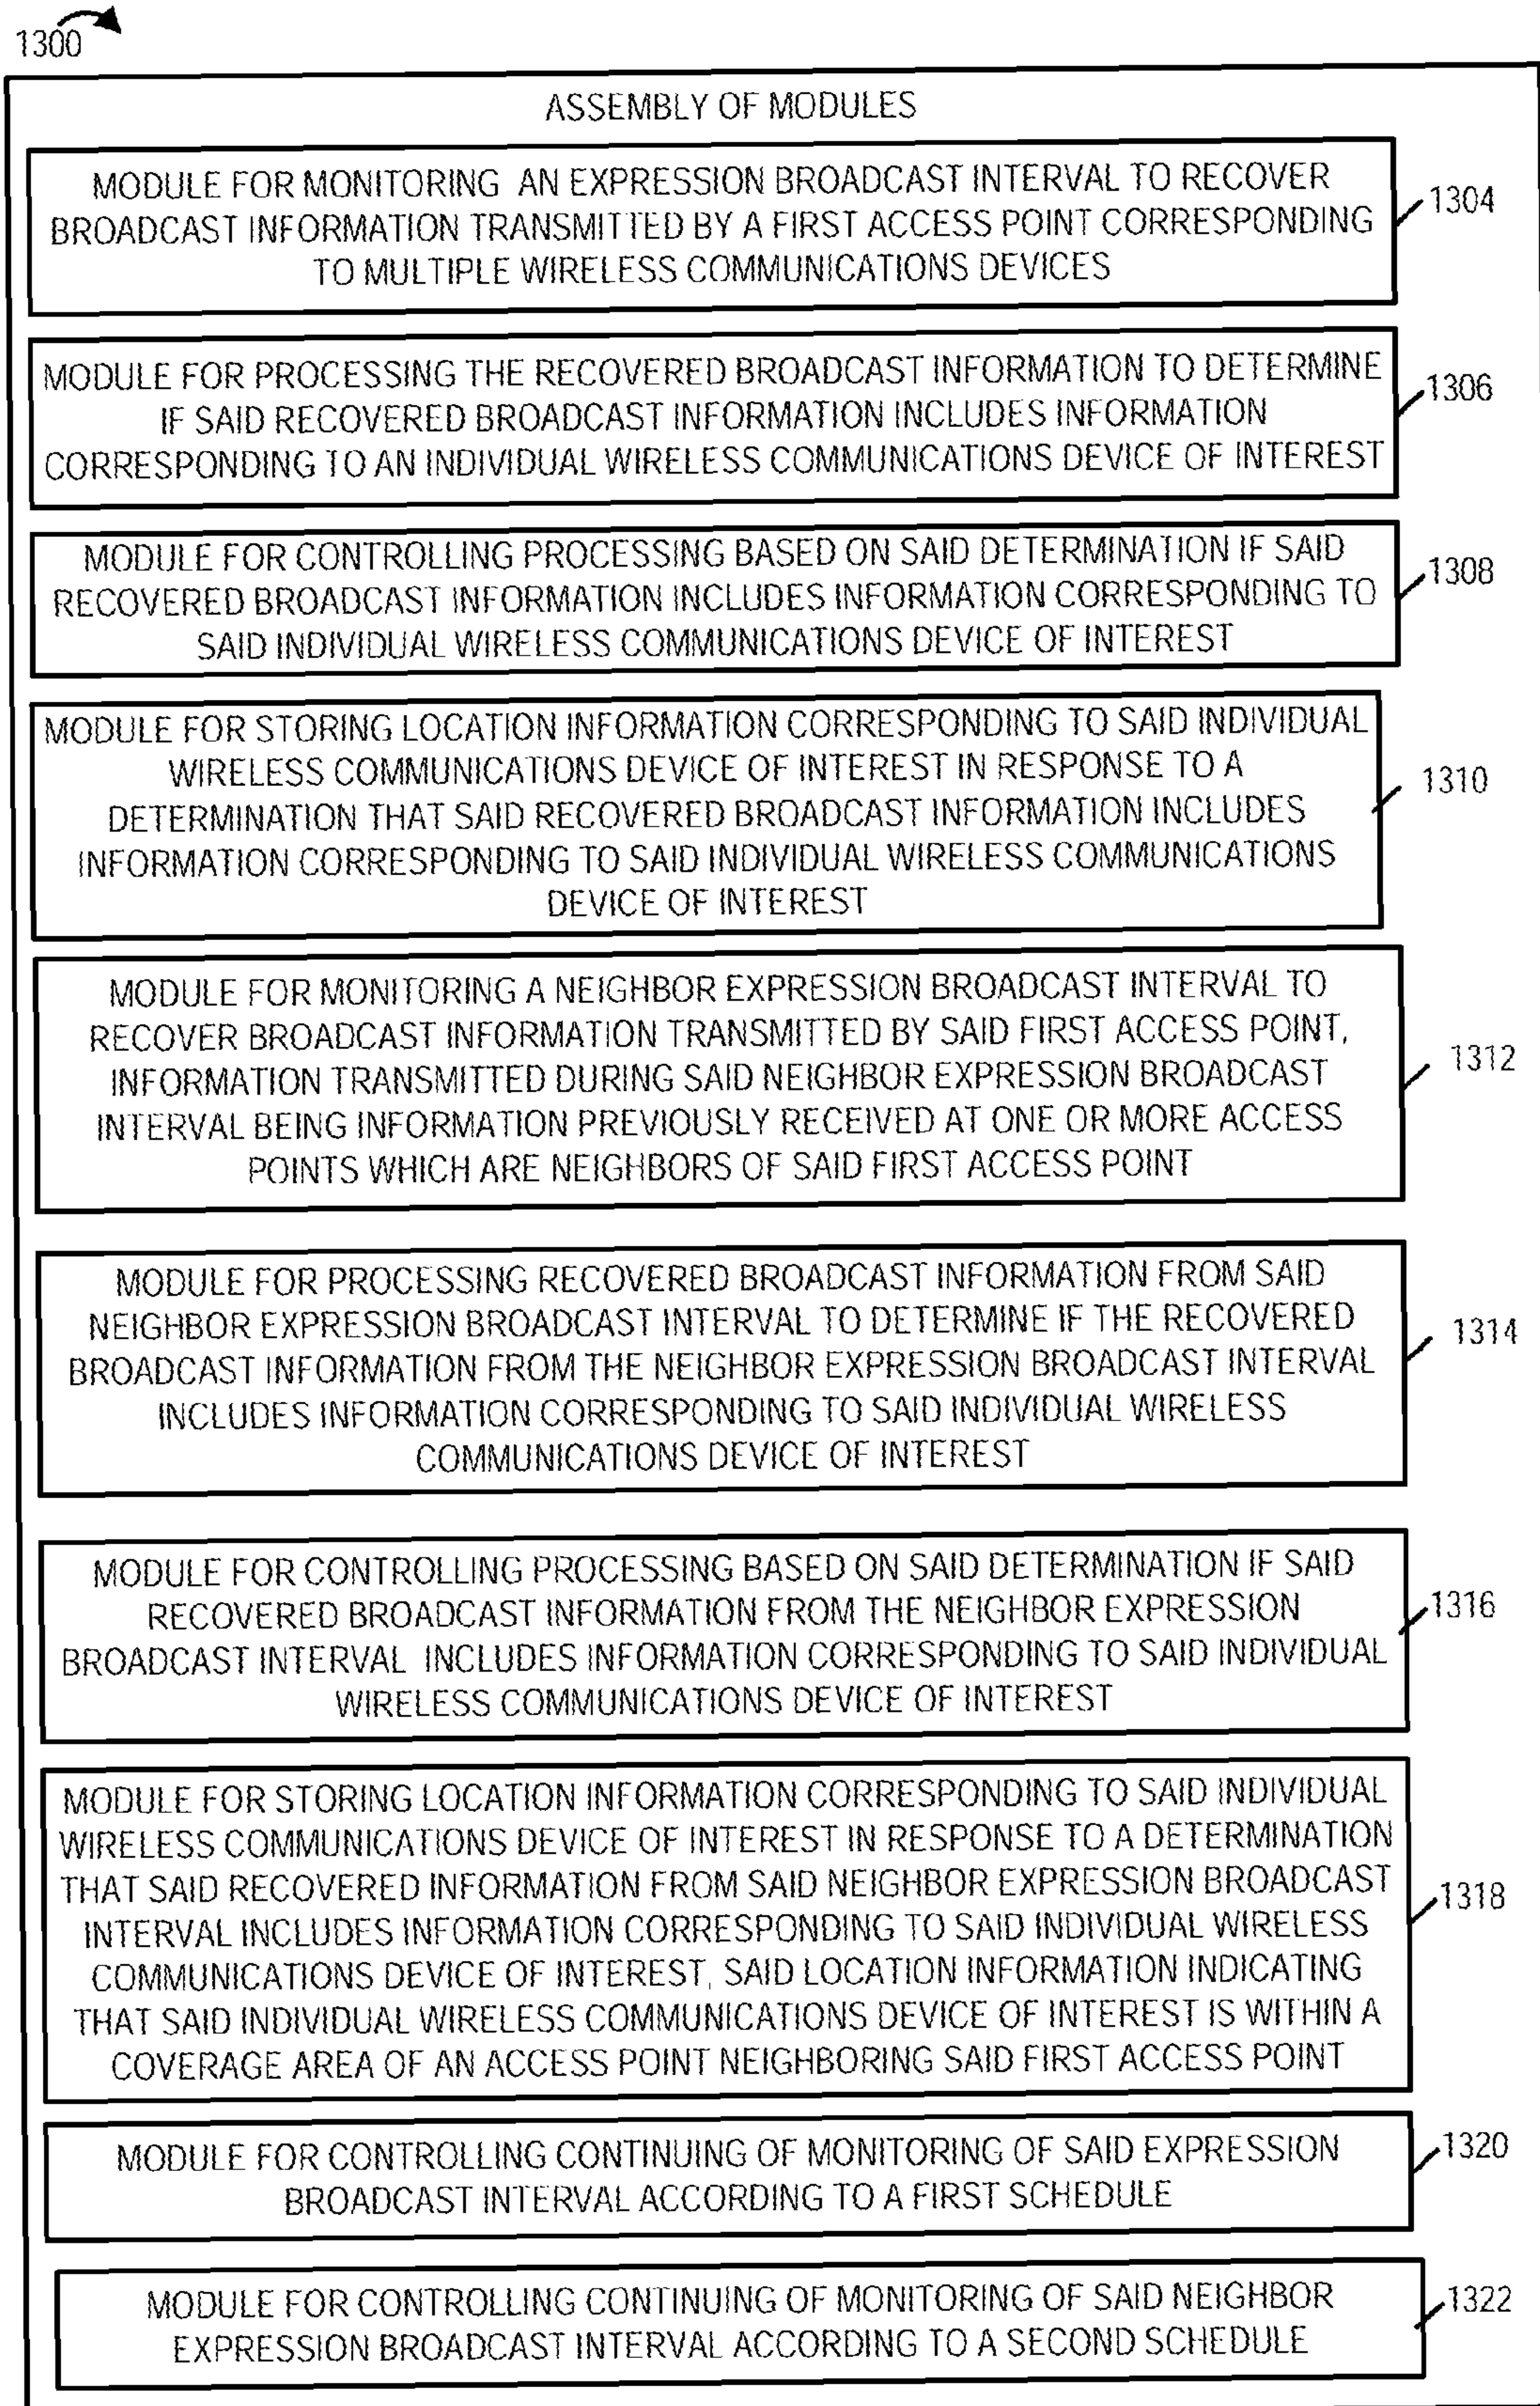 1300
ASSEMBLY OF MODULES
MODULE FOR MONITORING AN EXPRESSION BROADCAST INTERVAL TO RECOVER
BROADCAST INFORMATION TRANSMITTED BY A FIRST ACCESS POINT CORRESPONDING
TO MULTIPLE WIRELESS COMMUNICATIONS DEVICES
1304
MODULE FOR PROCESSING THE RECOVERED BROADCAST INFORMATION TO DETERMINE
IF SAID RECOVERED BROADCAST INFORMATION INCLUDES INFORMATION
CORRESPONDING TO AN INDIVIDUAL WIRELESS COMMUNICATIONS DEVICE OF INTEREST
1306
MODULE FOR CONTROLLING PROCESSING BASED ON SAID DETERMINATION IF SAID
RECOVERED BROADCAST INFORMATION INCLUDES INFORMATION CORRESPONDING TO
SAID INDIVIDUAL WIRELESS COMMUNICATIONS DEVICE OF INTEREST
1308
MODULE FOR STORING LOCATION INFORMATION CORRESPONDING TO SAID INDIVIDUAL
WIRELESS COMMUNICATIONS DEVICE OF INTEREST IN RESPONSE TO A
DETERMINATION THAT SAID RECOVERED BROADCAST INFORMATION INCLUDES
INFORMATION CORRESPONDING TO SAID INDIVIDUAL WIRELESS COMMUNICATIONS
DEVICE OF INTEREST
1310
MODULE FOR MONITORING A NEIGHBOR EXPRESSION BROADCAST INTERVAL TO
RECOVER BROADCAST INFORMATION TRANSMITTED BY SAID FIRST ACCESS POINT,
INFORMATION TRANSMITTED DURING SAID NEIGHBOR EXPRESSION BROADCAST
INTERVAL BEING INFORMATION PREVIOUSLY RECEIVED AT ONE OR MORE ACCESS
POINTS WHICH ARE NEIGHBORS OF SAID FIRST ACCESS POINT
1312
MODULE FOR PROCESSING RECOVERED BROADCAST INFORMATION FROM SAID
NEIGHBOR EXPRESSION BROADCAST INTERVAL TO DETERMINE IF THE RECOVERED
BROADCAST INFORMATION FROM THE NEIGHBOR EXPRESSION BROADCAST INTERVAL
INCLUDES INFORMATION CORRESPONDING TO SAID INDIVIDUAL WIRELESS
COMMUNICATIONS DEVICE OF INTEREST
1314
MODULE FOR CONTROLLING PROCESSING BASED ON SAID DETERMINATION IF SAID
RECOVERED BROADCAST INFORMATION FROM THE NEIGHBOR EXPRESSION
BROADCAST INTERVAL INCLUDES INFORMATION CORRESPONDING TO SAID INDIVIDUAL
WIRELESS COMMUNICATIONS DEVICE OF INTEREST
1316
MODULE FOR STORING LOCATION INFORMATION CORRESPONDING TO SAID INDIVIDUAL
WIRELESS COMMUNICATIONS DEVICE OF INTEREST IN RESPONSE TO A DETERMINATION
THAT SAID RECOVERED INFORMATION FROM SAID NEIGHBOR EXPRESSION BROADCAST
INTERVAL INCLUDES INFORMATION CORRESPONDING TO SAID INDIVIDUAL WIRELESS
COMMUNICATIONS DEVICE OF INTEREST, SAID LOCATION INFORMATION INDICATING
THAT SAID INDIVIDUAL WIRELESS COMMUNICATIONS DEVICE OF INTEREST IS WITHIN A
COVERAGE AREA OF AN ACCESS POINT NEIGHBORING SAID FIRST ACCESS POINT
1318
MODULE FOR CONTROLLING CONTINUING OF MONITORING OF SAID EXPRESSION
BROADCAST INTERVAL ACCORDING TO A FIRST SCHEDULE
1320
MODULE FOR CONTROLLING CONTINUING OF MONITORING OF SAID NEIGHBOR
EXPRESSION BROADCAST INTERVAL ACCORDING TO A SECOND SCHEDULE
1322